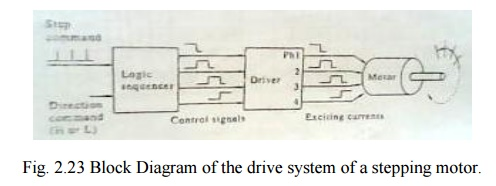 Step
command
Logic
sequencer
Driver
Ph1
2
3
4
Motor
Direction
command
(R or L)
Control signals
Exciting currents
Fig. 2.23 Block Diagram of the drive system of a stepping motor.